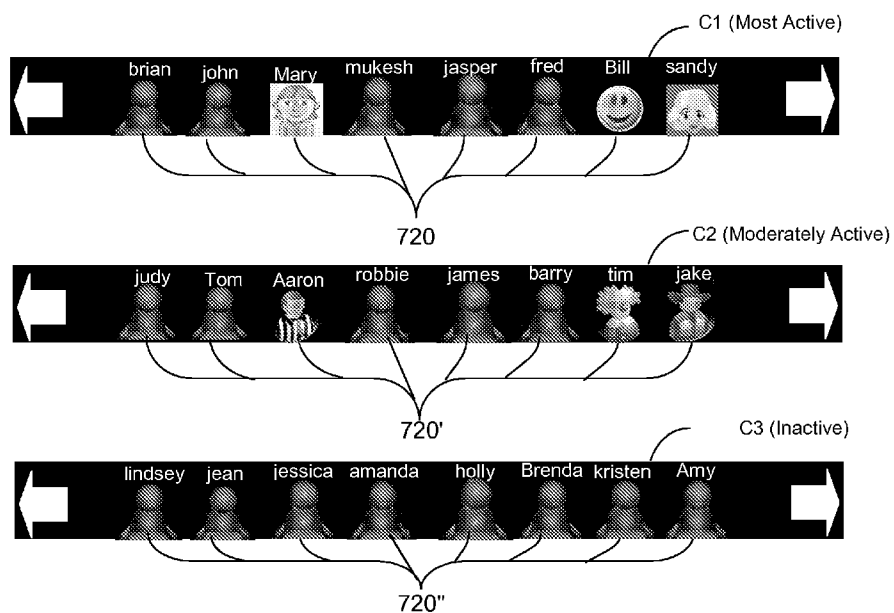 C1 (Most Active)
brian john Mary mukesh jasper fred Bill sandy
720
C2 (Moderately Active)
judy Tom Aaron robbie james barry tim jake
720'
C3 (Inactive)
lindsey jean jessica amanda holly Brenda kristen Amy
720"